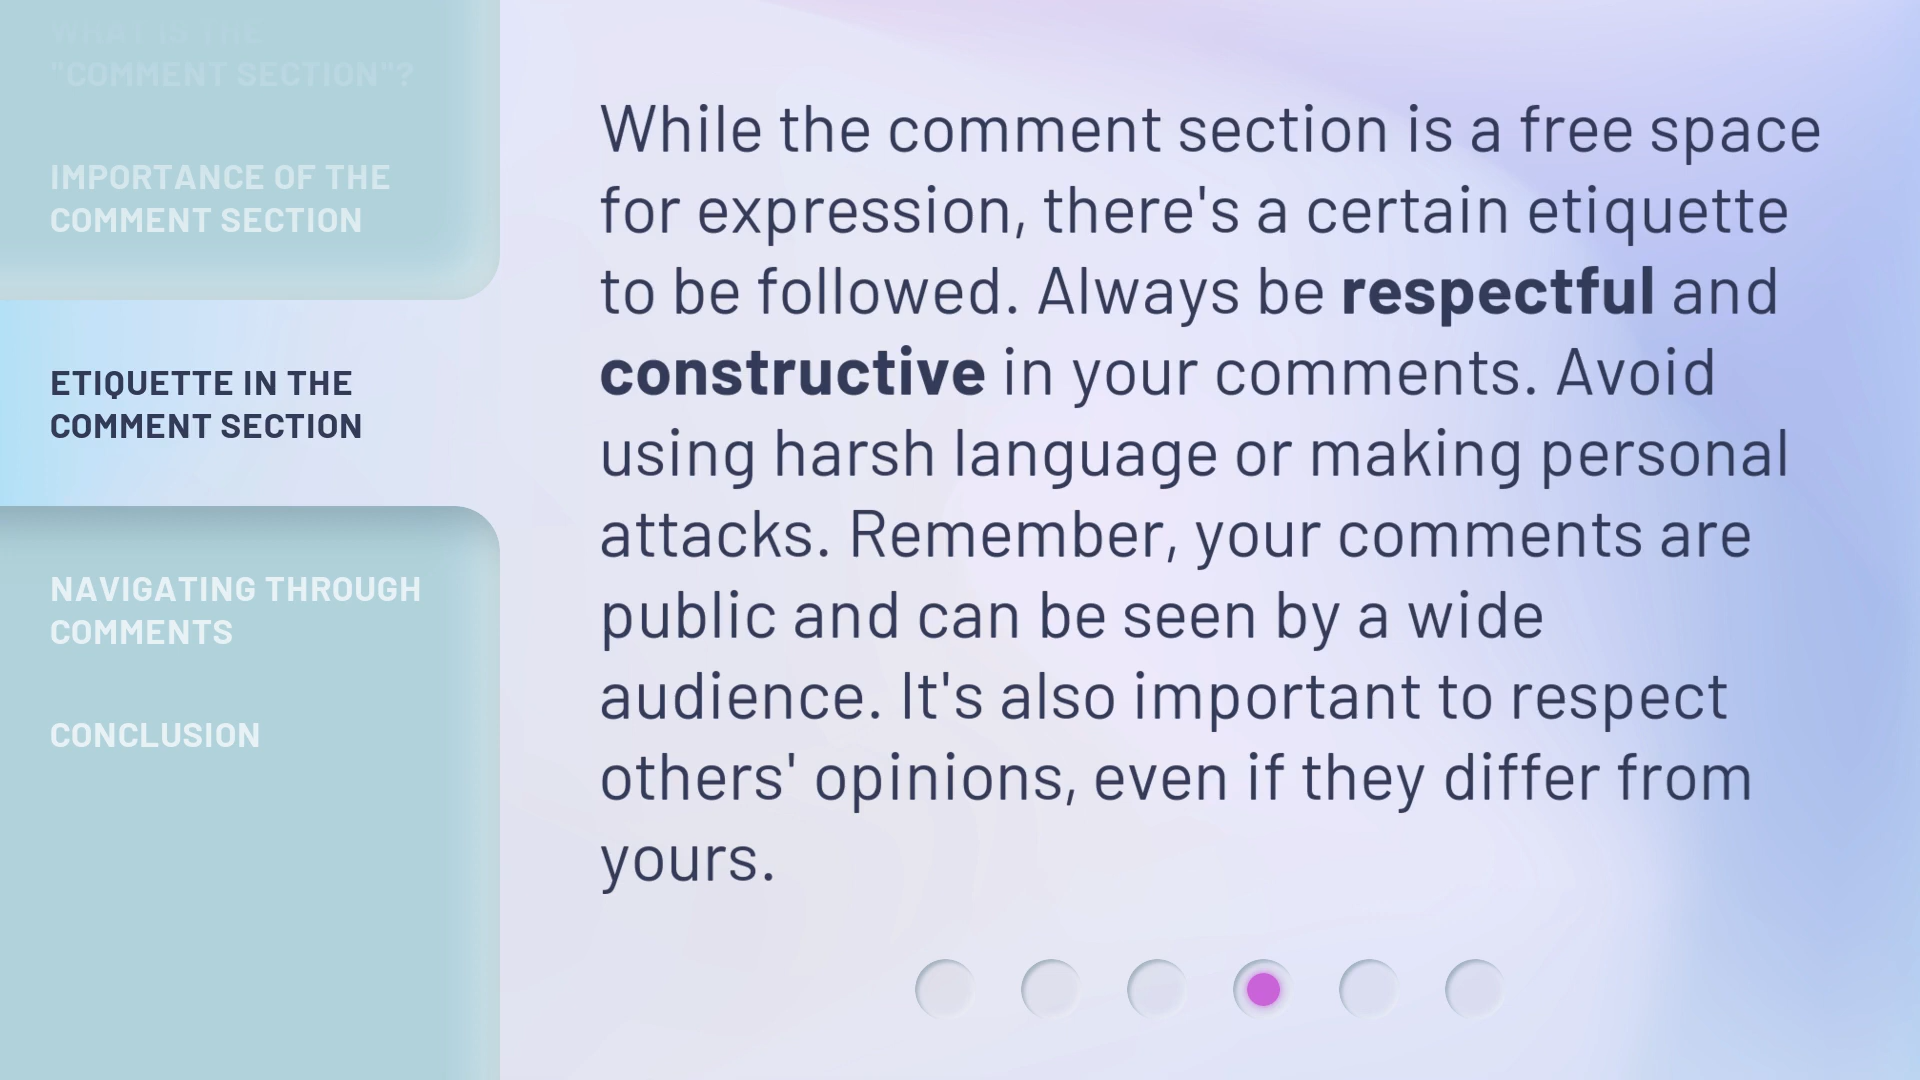 WHAT IS THE
"COMMENT SECTION"?
IMPORTANCE OF THE
COMMENT SECTION
ETIQUETTE IN THE
COMMENT SECTION
NAVIGATING THROUGH
COMMENTS
CONCLUSION
While the comment section is a free space
for expression, there's a certain etiquette
to be followed. Always be respectful and
constructive in your comments. Avoid
using harsh language or making personal
attacks. Remember, your comments are
public and can be seen by a wide
audience. It's also important to respect
others' opinions, even if they differ from
yours.